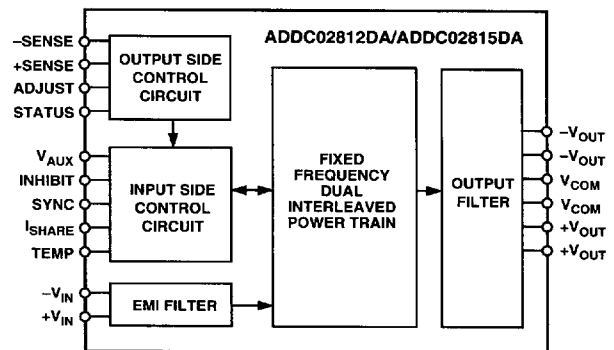 ADDC02812DA/ADDC02815DA
–SENSE
+SENSE
ADJUST
STATUS
OUTPUT SIDE
CONTROL
CIRCUIT
VAUX
INHIBIT
SYNC
ISHARE
TEMP
INPUT SIDE
CONTROL
CIRCUIT
–VIN
+VIN
EMI FILTER
FIXED
FREQUENCY
DUAL
INTERLEAVED
POWER TRAIN
OUTPUT
FILTER
–VOUT
–VOUT
VCOM
VCOM
+VOUT
+VOUT